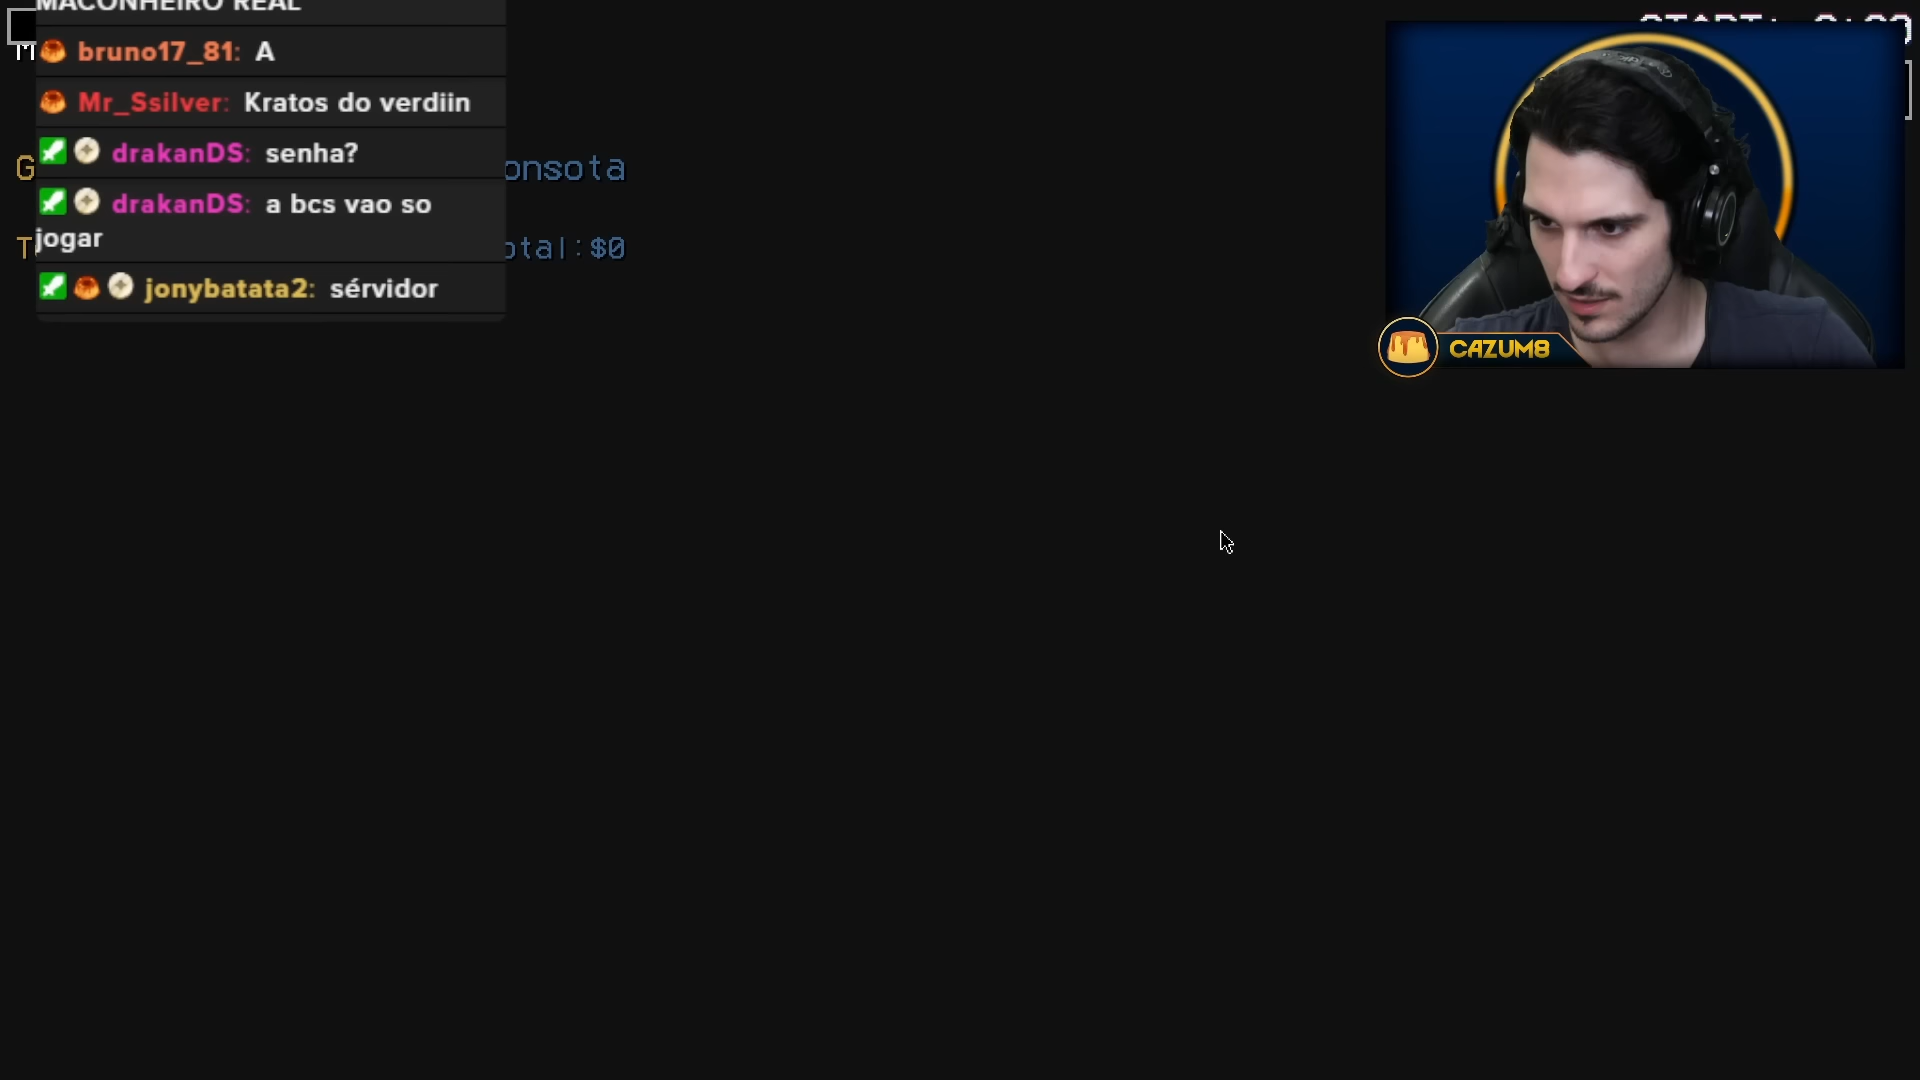 MACONHEIRO REAL
bruno17_81: A
Mr_Ssilver: Kratos do verdiin
drakanDS: senha?
G onsota
drakanDS: a bcs vao so
jogar
T otal:$0
jonybatata2: sérvidor
CAZUM8